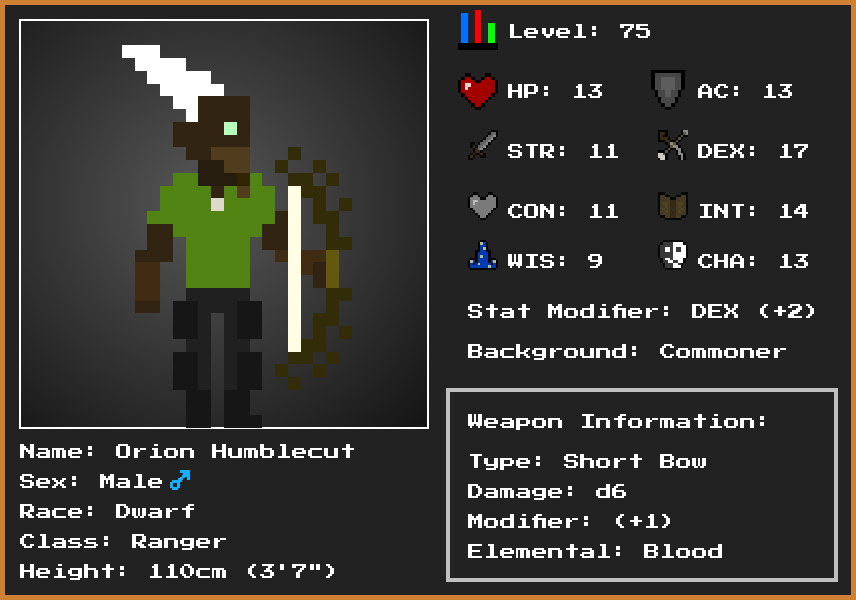 Level: 75
HP: 13 AC: 13
STR: 11 DEX: 17
CON: 11 INT: 14
WIS: 9 CHA: 13
Stat Modifier: DEX (+2)
Background: Commoner
Weapon Information:
Type: Short Bow
Damage: d6
Modifier: (+1)
Elemental: Blood
Name: Orion Humblecut
Sex: Male ♂
Race: Dwarf
Class: Ranger
Height: 110cm (3'7")